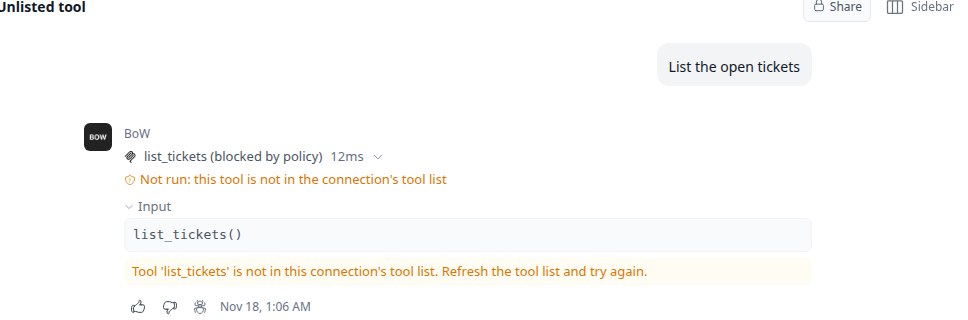 Unlisted tool
Share
Sidebar
List the open tickets
BOW
BoW
list_tickets (blocked by policy) 12ms
Not run: this tool is not in the connection's tool list
Input
list_tickets()
Tool 'list_tickets' is not in this connection's tool list. Refresh the tool list and try again.
Nov 18, 1:06 AM